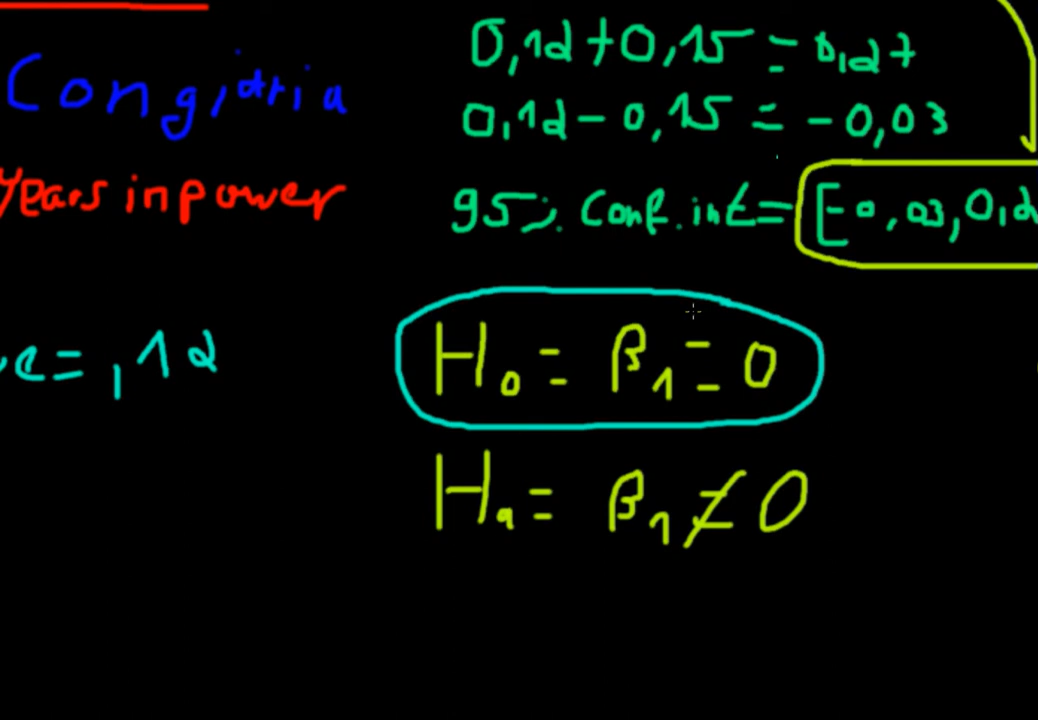 0,12+0,15=0,27
Congiaria
0,12-0,15=-0,03
years in power
95%. Conf. int=[-0,03,0,2
=,12
H₀=β₁=0
Hₐ=β₁≠0